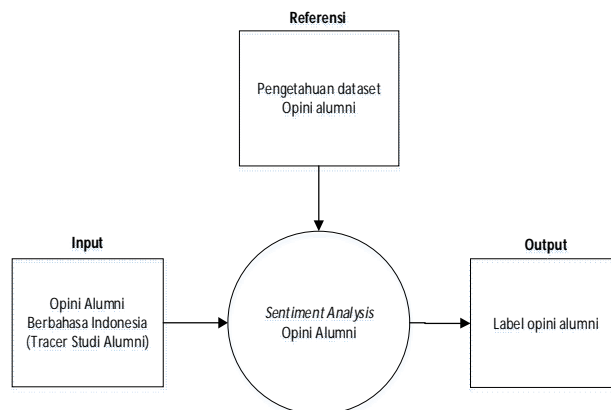 Referensi
Pengetahuan dataset
Opini alumni
Input
Opini Alumni
Berbahasa Indonesia
(Tracer Studi Alumni)
Sentiment Analysis
Opini Alumni
Output
Label opini alumni